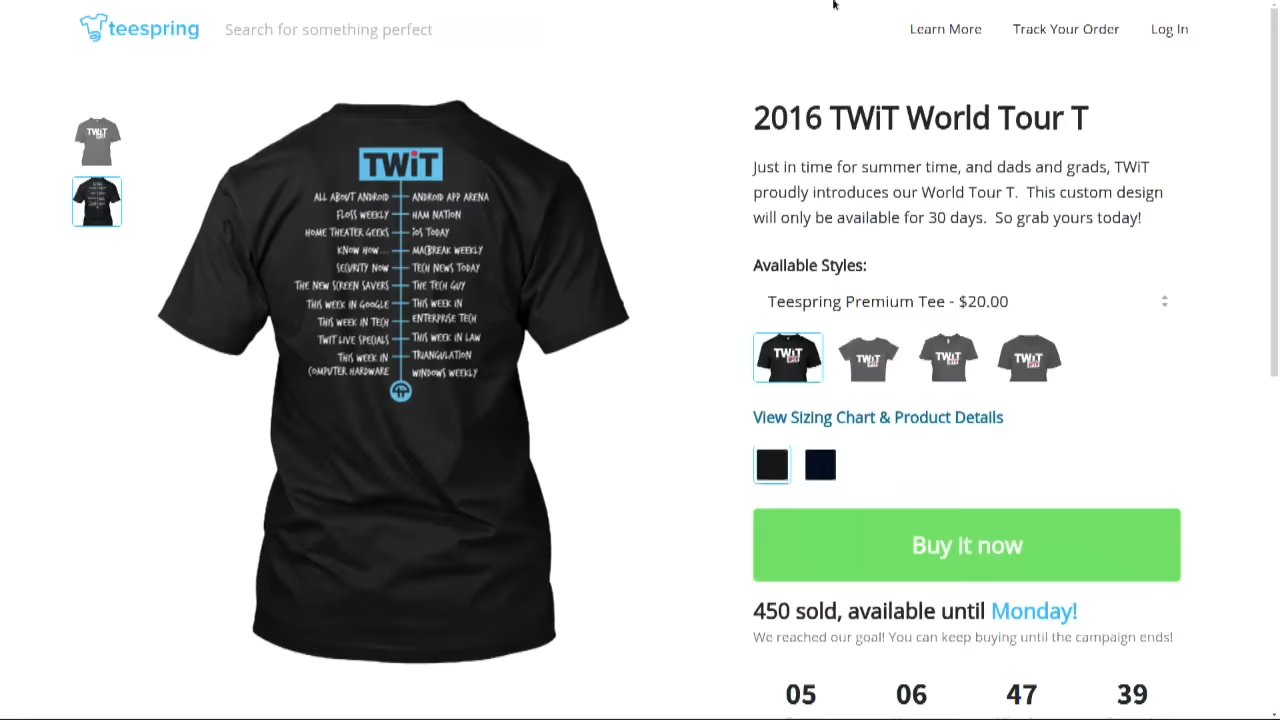 teespring
Search for something perfect
Learn More
Track Your Order
Log In
TWiT
ALL ABOUT ANDROID
ANDROID APP ARENA
FLOSS WEEKLY
HAM NATION
HOME THEATER GEEKS
iOS TODAY
KNOW HOW...
MACBREAK WEEKLY
SECURITY NOW
TECH NEWS TODAY
THE NEW SCREEN SAVERS
THE TECH GUY
THIS WEEK IN GOOGLE
THIS WEEK IN
ENTERPRISE TECH
THIS WEEK IN TECH
TWIT LIVE SPECIALS
THIS WEEK IN LAW
THIS WEEK IN
COMPUTER HARDWARE
TRIANGULATION
WINDOWS WEEKLY
2016 TWiT World Tour T
Just in time for summer time, and dads and grads, TWiT
proudly introduces our World Tour T. This custom design
will only be available for 30 days. So grab yours today!
Available Styles:
Teespring Premium Tee - $20.00
TWiT
TWiT
TWiT
TWiT
View Sizing Chart & Product Details
Buy it now
450 sold, available until Monday!
We reached our goal! You can keep buying until the campaign ends!
05 06 47 39